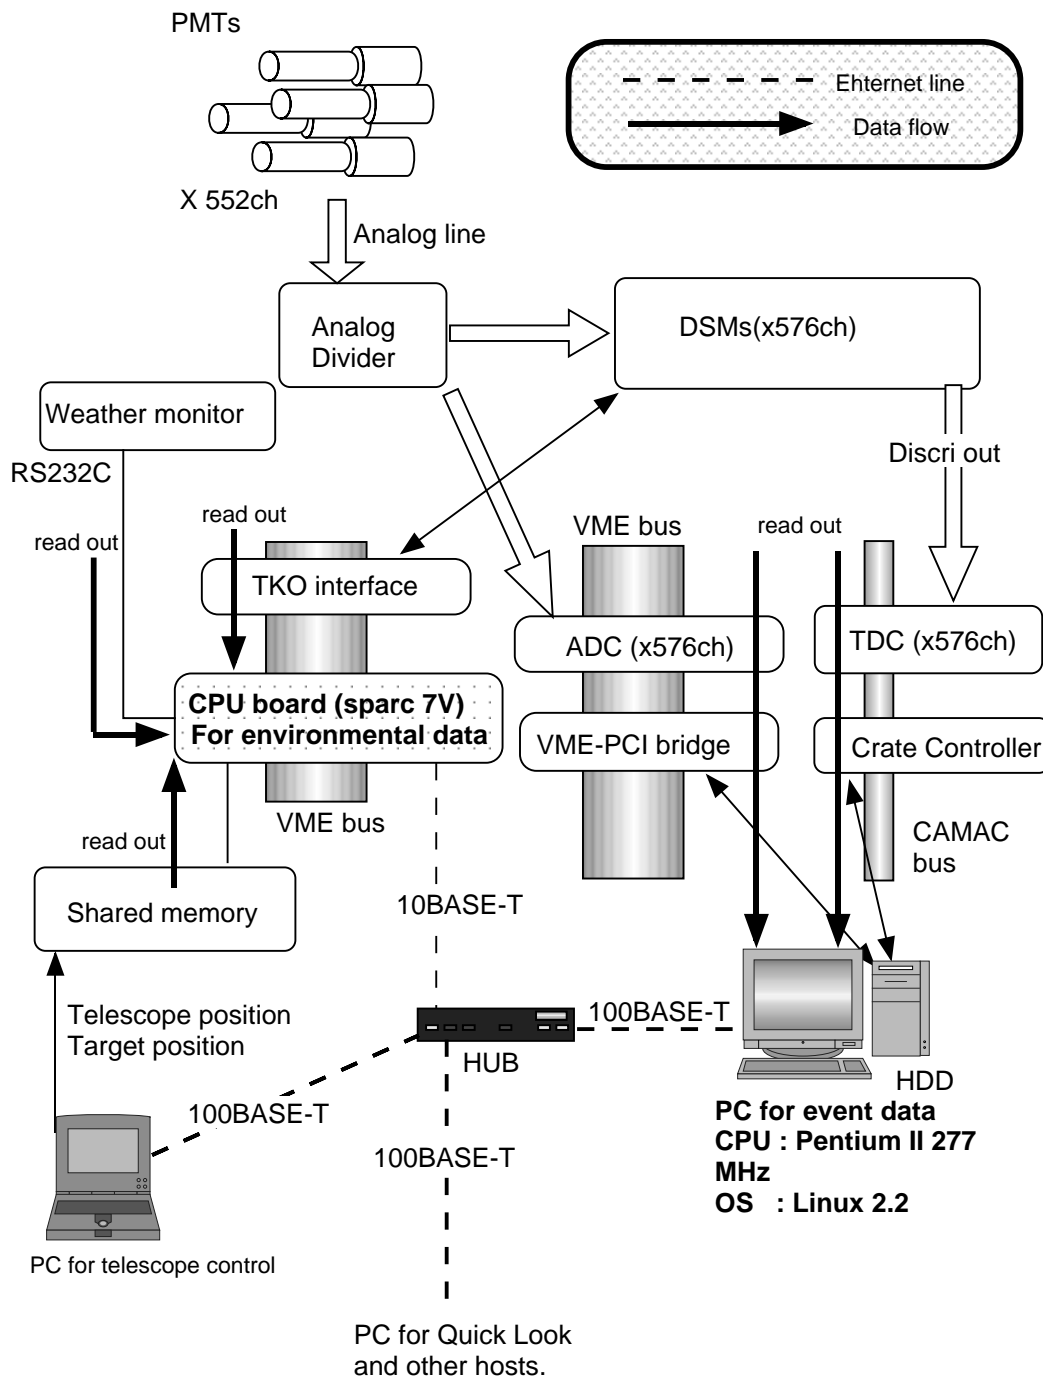 PMTs
Ehternet line
Data flow
X 552ch
Analog line
Analog
Divider
DSMs(x576ch)
Weather monitor
RS232C
Discri out
read out
read out
VME bus
read out
TKO interface
ADC (x576ch)
TDC (x576ch)
CPU board (sparc 7V)
For environmental data
VME-PCI bridge
Crate Controller
VME bus
CAMAC
bus
read out
Shared memory
10BASE-T
Telescope position
Target position
100BASE-T
HUB
HDD
100BASE-T
PC for event data
CPU : Pentium II 277
MHz
OS : Linux 2.2
100BASE-T
PC for telescope control
PC for Quick Look
and other hosts.